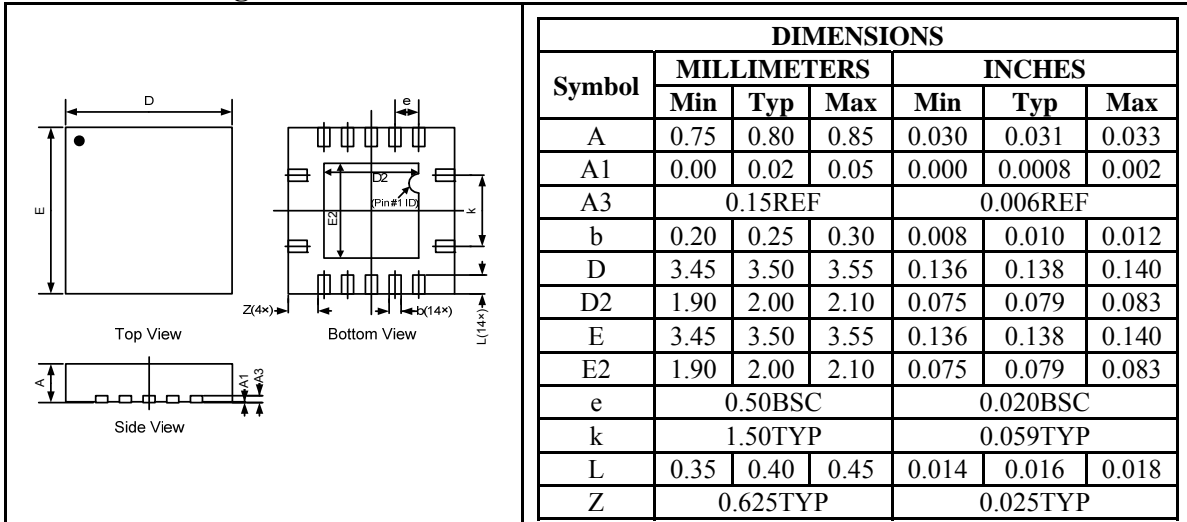 D
E
Top View
e
D2
(Pin#1 ID)
E2
k
Z(4×)
b(14×)
L(14×)
Bottom View
A
A1
A3
Side View
DIMENSIONS
Symbol MILLIMETERS INCHES
Min Typ Max Min Typ Max
A 0.75 0.80 0.85 0.030 0.031 0.033
A1 0.00 0.02 0.05 0.000 0.0008 0.002
A3 0.15REF 0.006REF
b 0.20 0.25 0.30 0.008 0.010 0.012
D 3.45 3.50 3.55 0.136 0.138 0.140
D2 1.90 2.00 2.10 0.075 0.079 0.083
E 3.45 3.50 3.55 0.136 0.138 0.140
E2 1.90 2.00 2.10 0.075 0.079 0.083
e 0.50BSC 0.020BSC
k 1.50TYP 0.059TYP
L 0.35 0.40 0.45 0.014 0.016 0.018
Z 0.625TYP 0.025TYP